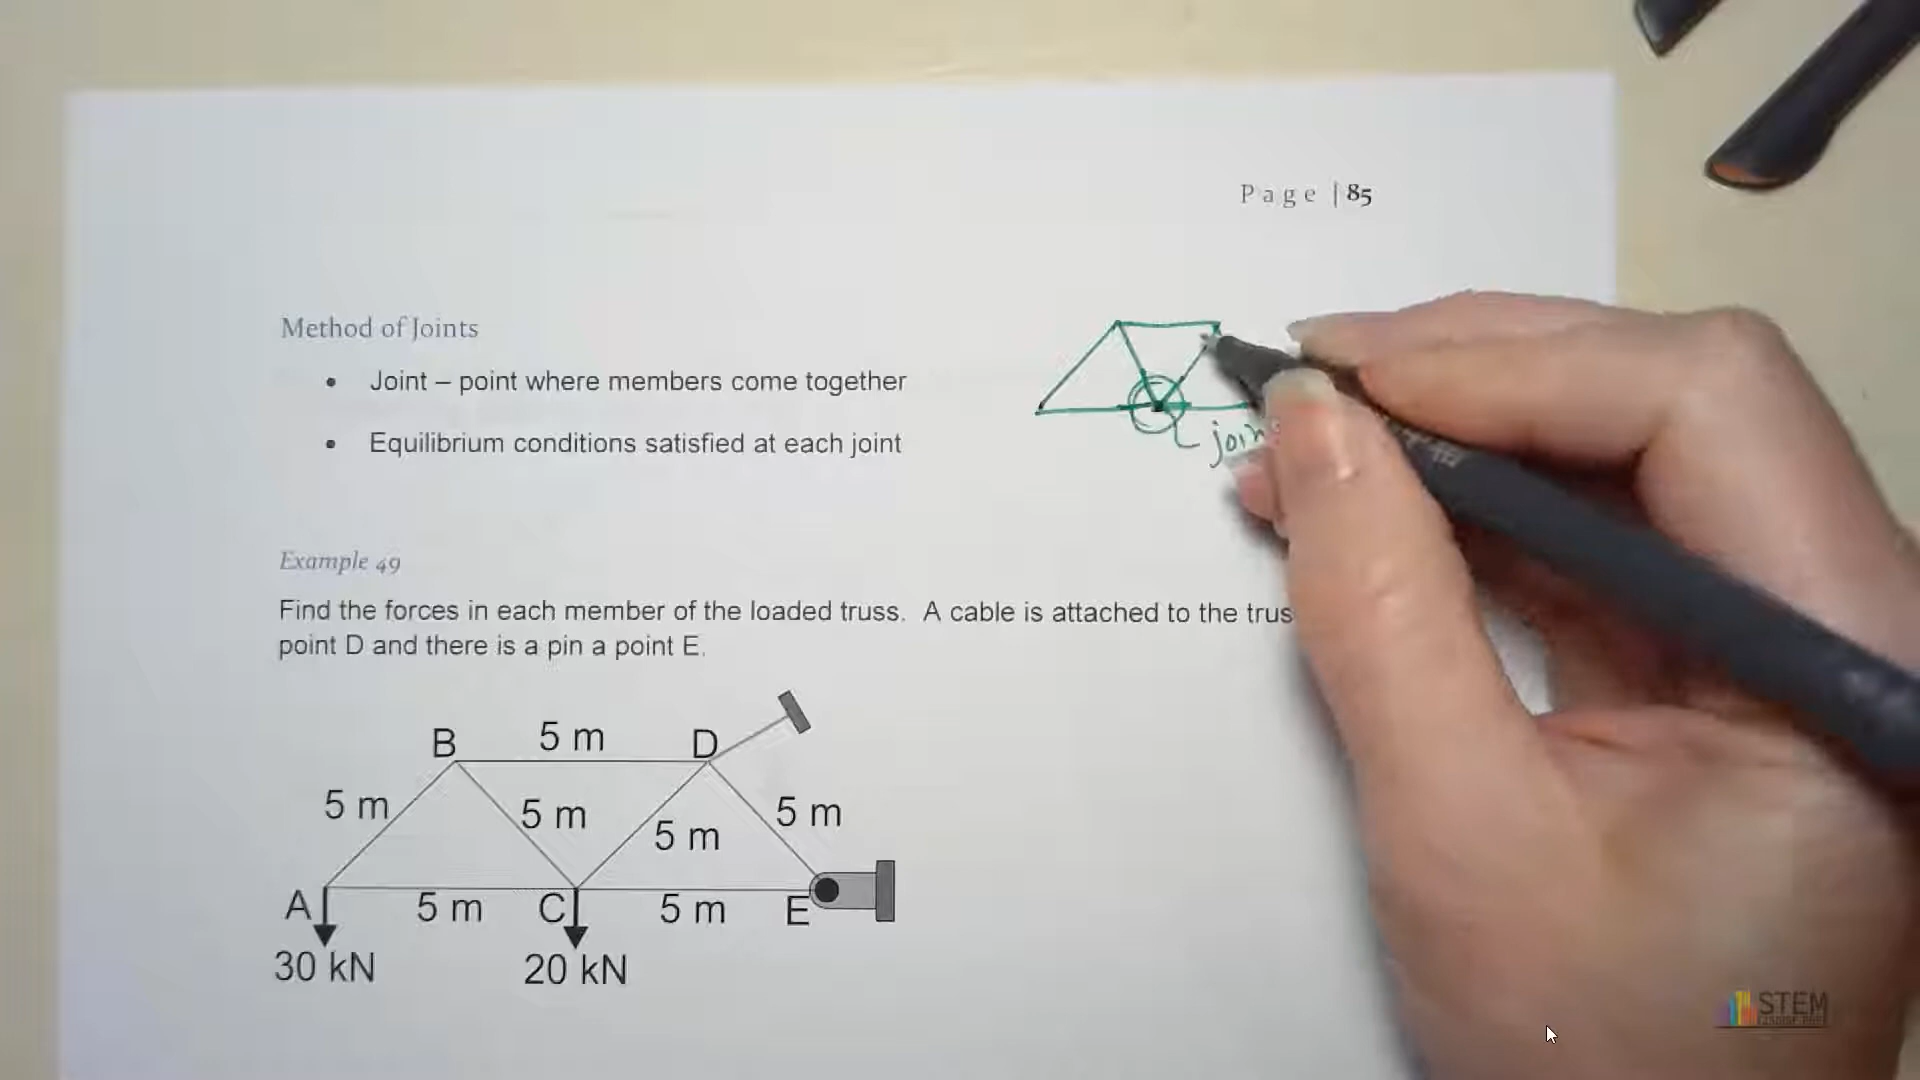 Page | 85
Method of Joints
• Joint – point where members come together
• Equilibrium conditions satisfied at each joint
Example 49
Find the forces in each member of the loaded truss. A cable is attached to the
point D and there is a pin a point E.
B 5 m D
5 m 5 m 5 m 5 m
A 5 m C 5 m E
30 kN 20 kN
STEM